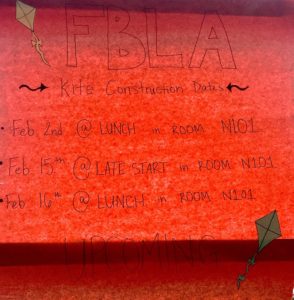 FBLA
Kite Construction Dates
• Feb. 2nd @ LUNCH in ROOM N101
• Feb. 15th @ LATE START in ROOM N101
• Feb 16th @ LUNCH in ROOM N101
UPCOMING